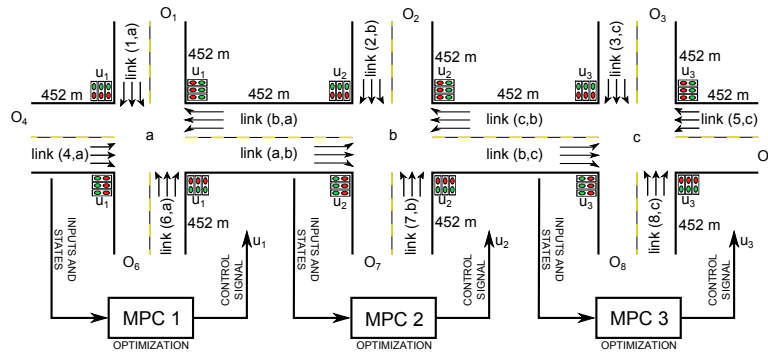 O1
O2
O3
link (1,a)
452 m
link (2,b)
452 m
link (3,c)
452 m
u1
u1
u2
u2
u3
u3
452 m
452 m
452 m
452 m
O4
link (b,a)
link (c,b)
link (5,c)
a
b
c
O
link (4,a)
link (a,b)
link (b,c)
u1
u1
u2
u2
u3
u3
link (6,a)
452 m
link (7,b)
452 m
link (8,c)
452 m
INPUTS AND
STATES
O6
CONTROL
SIGNAL
u1
INPUTS AND
STATES
O7
CONTROL
SIGNAL
u2
INPUTS AND
STATES
O8
CONTROL
SIGNAL
u3
MPC 1
MPC 2
MPC 3
OPTIMIZATION
OPTIMIZATION
OPTIMIZATION